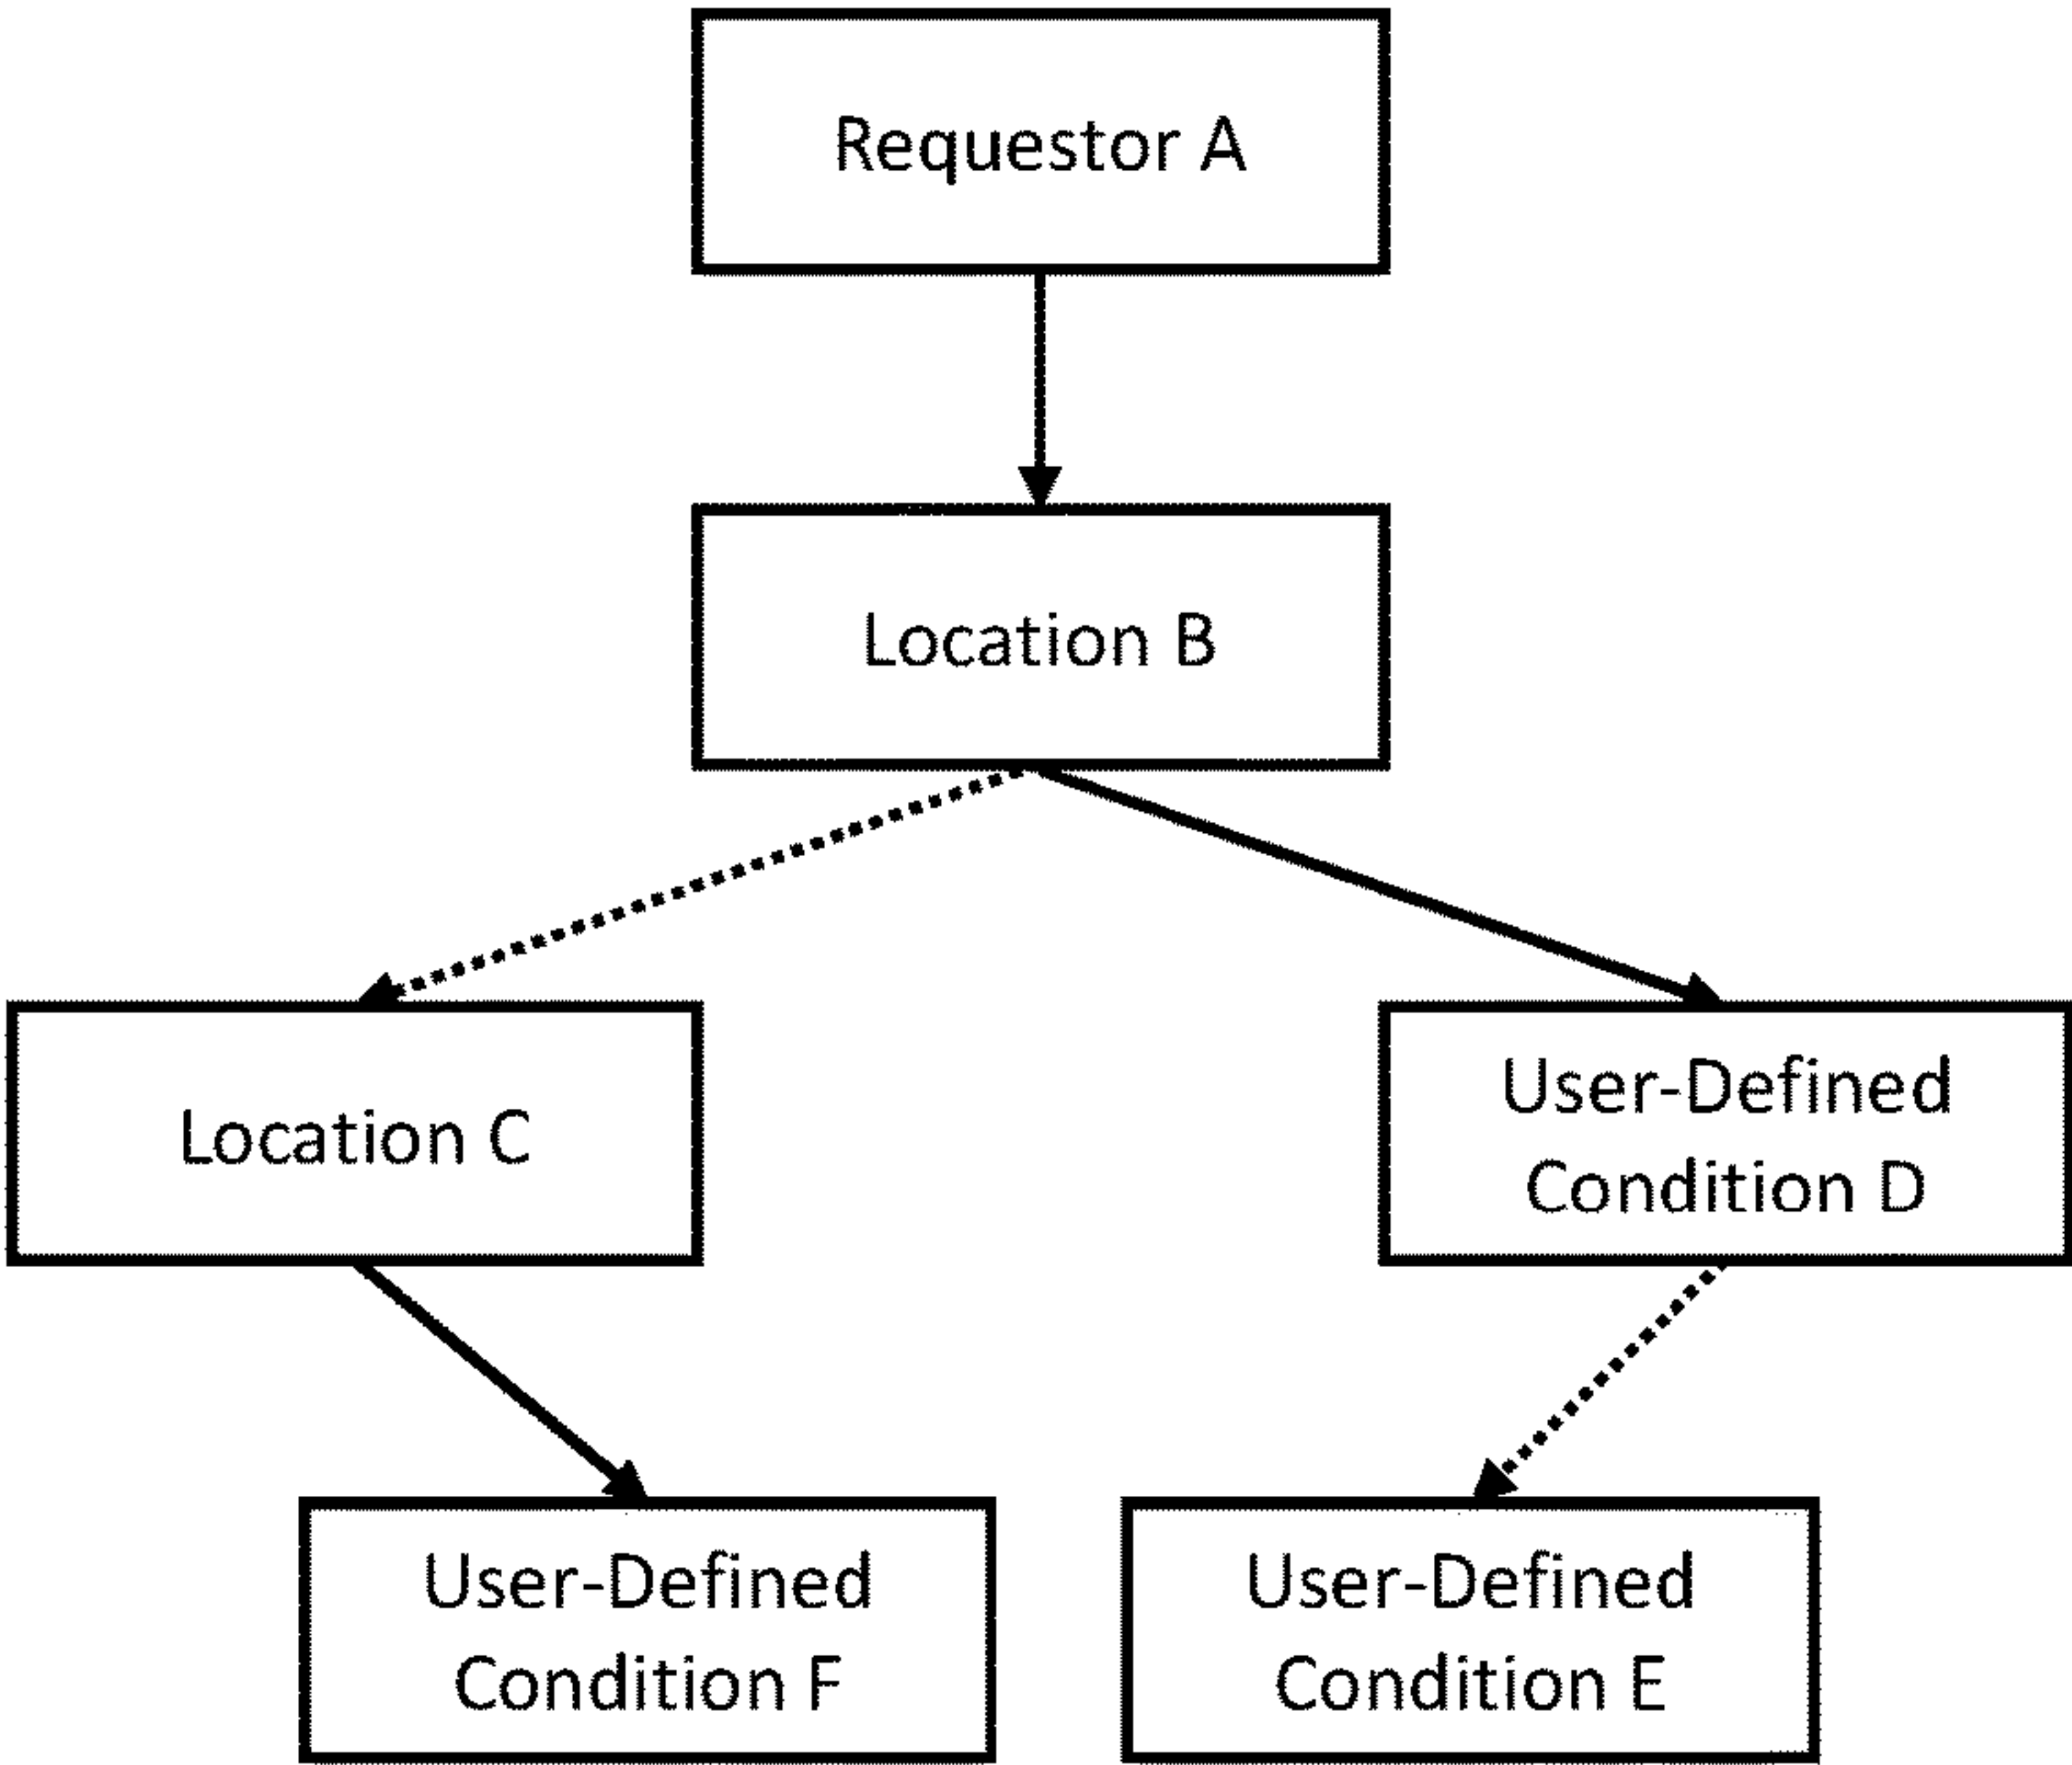 Requestor A
Location B
Location C
User-Defined
Condition D
User-Defined
Condition F
User-Defined
Condition E